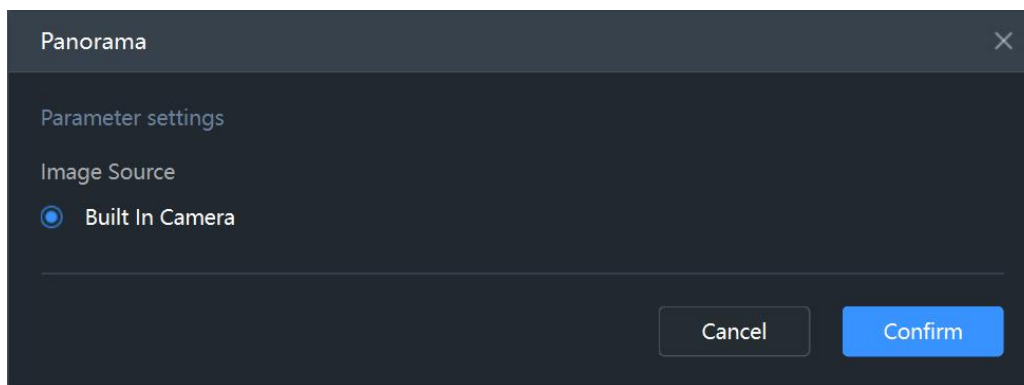 Panorama
Parameter settings
Image Source
Built In Camera
Cancel Confirm